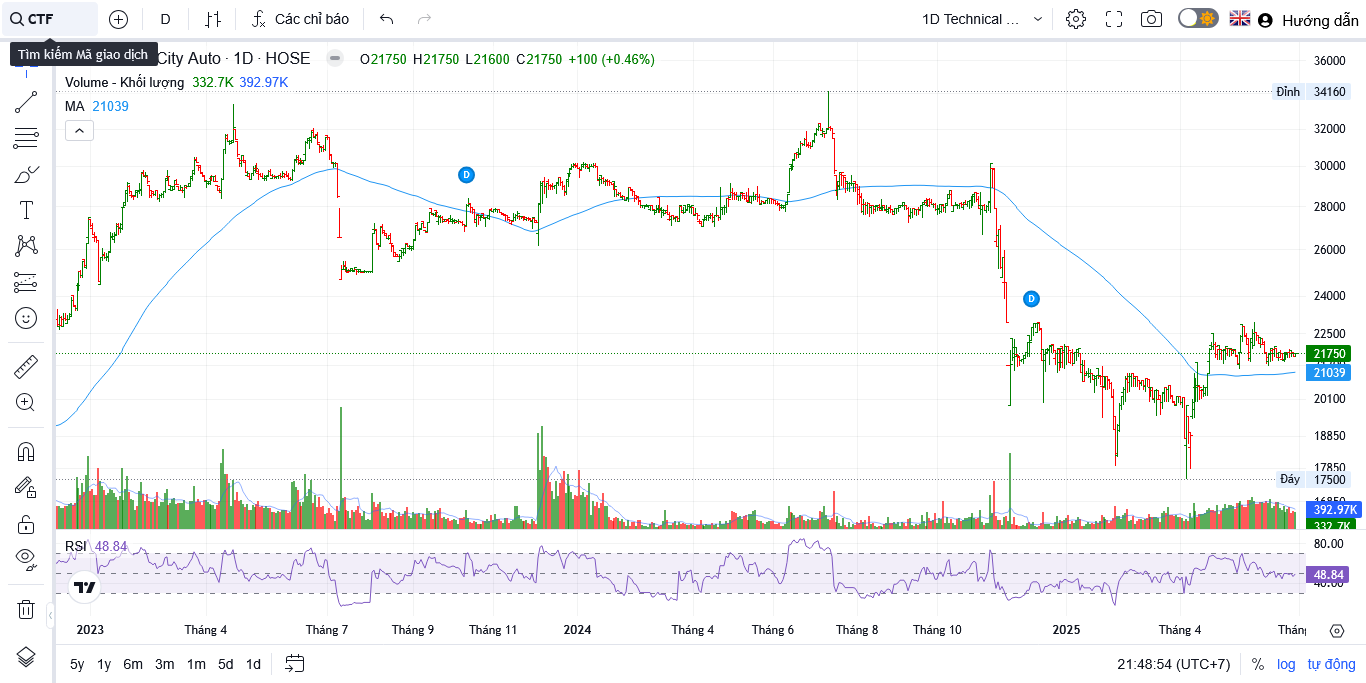 CTF
D
Các chỉ báo
1D Technical ...
Hướng dẫn
Tìm kiếm Mã giao dịch
City Auto · 1D · HOSE
O21750 H21750 L21600 C21750 +100 (+0.46%)
Volume - Khối lượng 332.7K 392.97K
MA 21039
D
D
36000
Đỉnh 34160
32000
30000
28000
26000
24000
22500
21750
21039
20100
18850
17850
Đáy 17500
16850
392.97K
332.7K
RSI 48.84
80.00
48.84
40.00
2023 Tháng 4 Tháng 7 Tháng 9 Tháng 11 2024 Tháng 4 Tháng 6 Tháng 8 Tháng 10 2025 Tháng 4 Thán
5y 1y 6m 3m 1m 5d 1d
21:48:54 (UTC+7) % log tự động